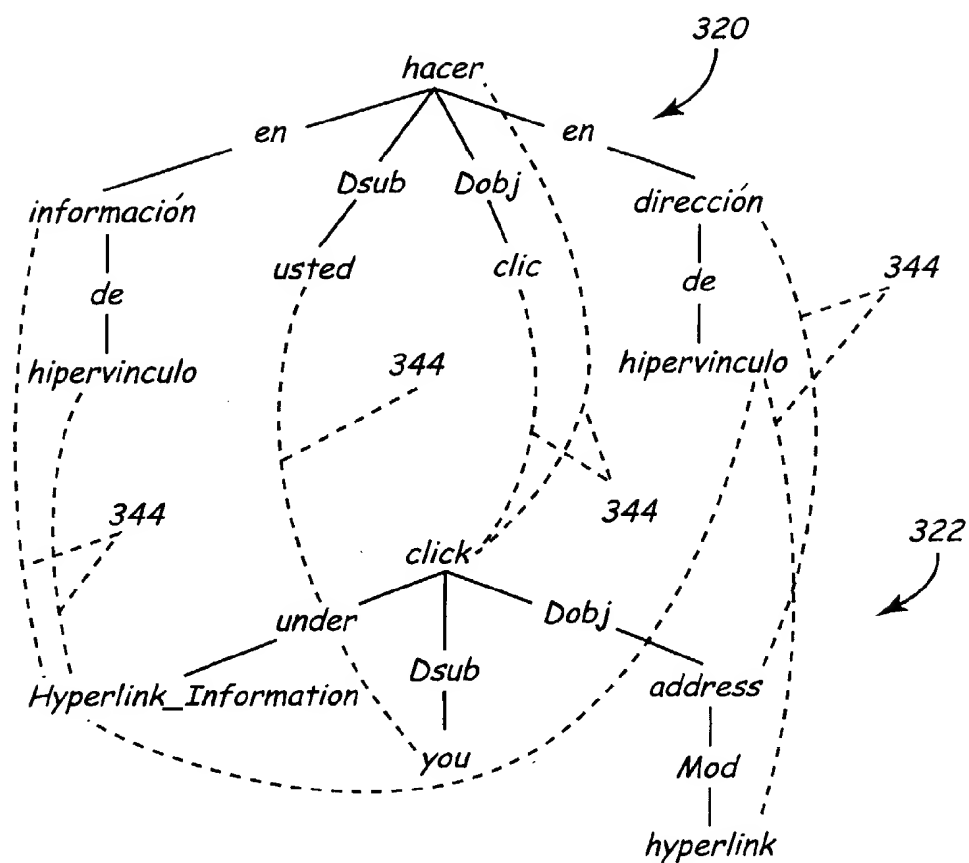 320
hacer
en
en
Dsub
Dobj
información
dirección
usted
clic
344
de
de
hipervinculo
344
hipervinculo
344
344
322
click
under
Dobj
Dsub
Hyperlink_Information
address
you
Mod
hyperlink